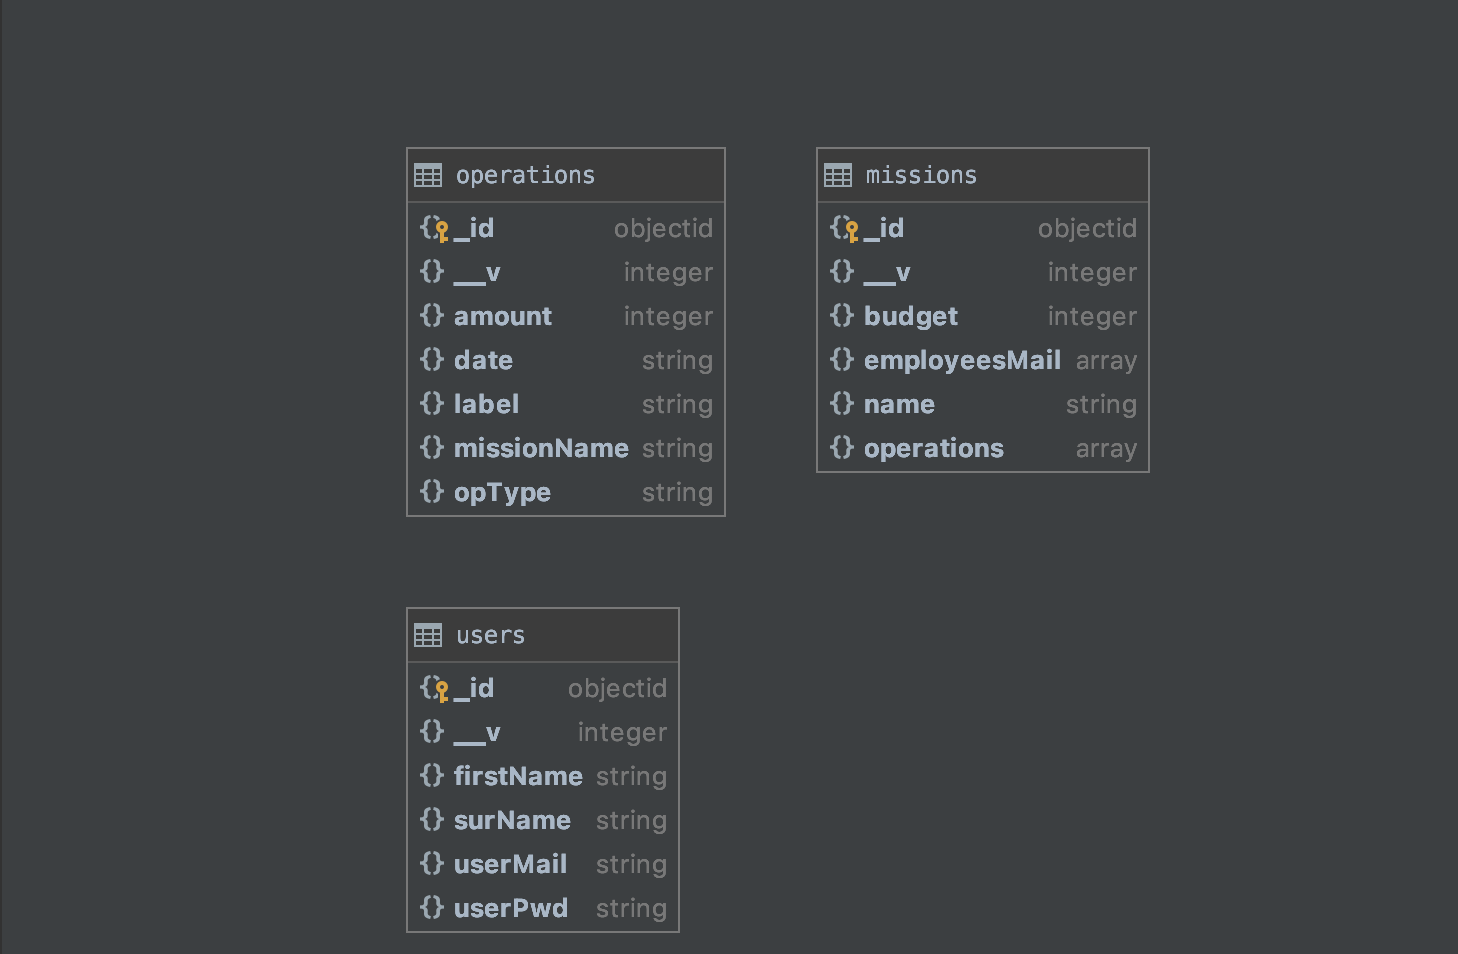 operations
_id objectid
__v integer
amount integer
date string
label string
missionName string
opType string
missions
_id objectid
__v integer
budget integer
employeesMail array
name string
operations array
users
_id objectid
__v integer
firstName string
surName string
userMail string
userPwd string